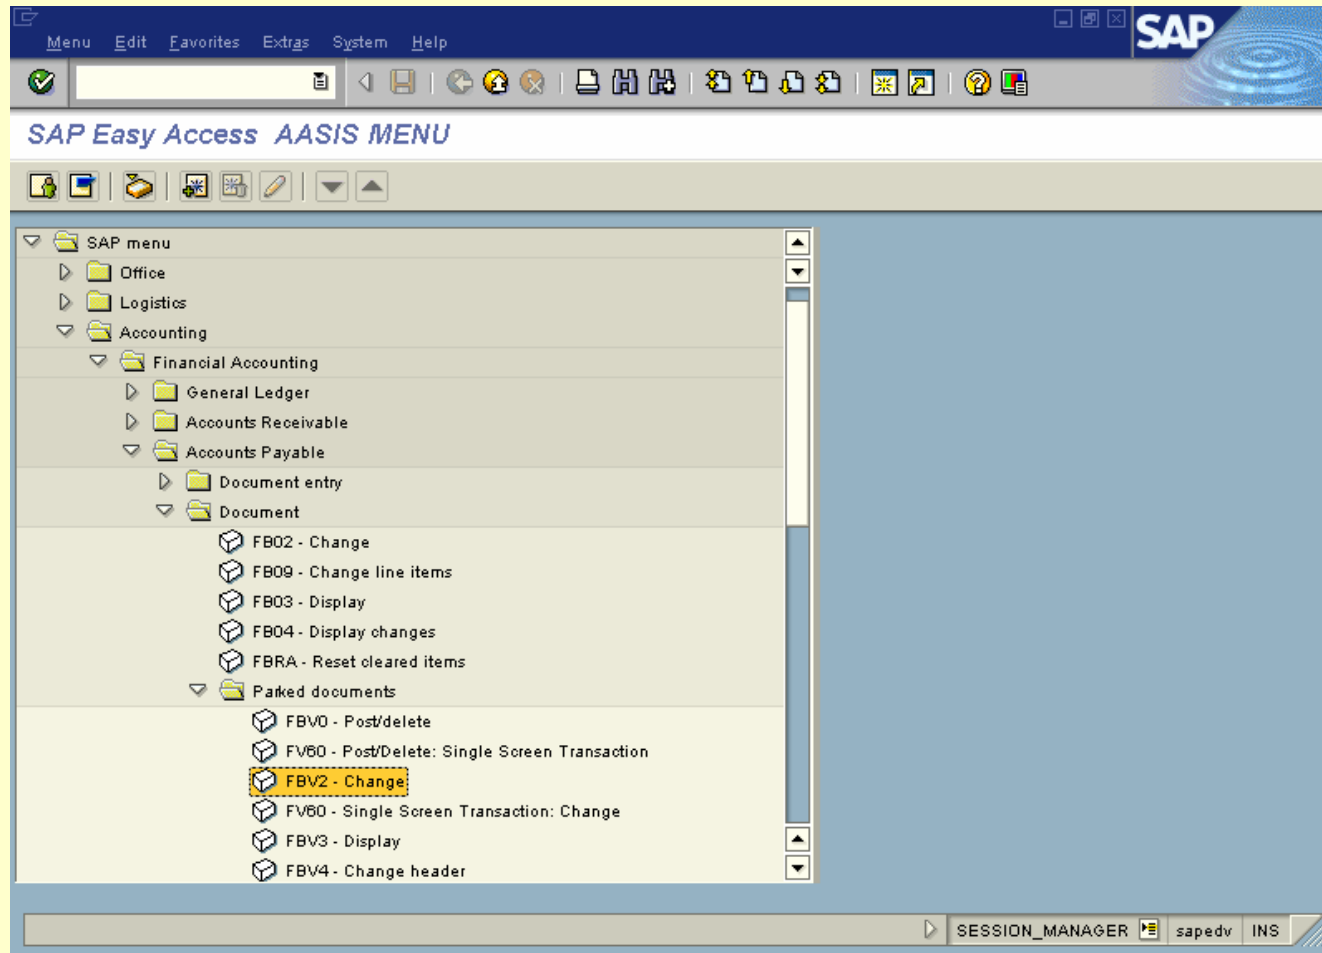 SAP
Menu Edit Favorites Extras System Help
SAP Easy Access AASIS MENU
SAP menu
Office
Logistics
Accounting
Financial Accounting
General Ledger
Accounts Receivable
Accounts Payable
Document entry
Document
FB02 - Change
FB09 - Change line items
FB03 - Display
FB04 - Display changes
FBRA - Reset cleared items
Parked documents
FBV0 - Post/delete
FV60 - Post/Delete: Single Screen Transaction
FBV2 - Change
FV60 - Single Screen Transaction: Change
FBV3 - Display
FBV4 - Change header
SESSION_MANAGER sapedv INS